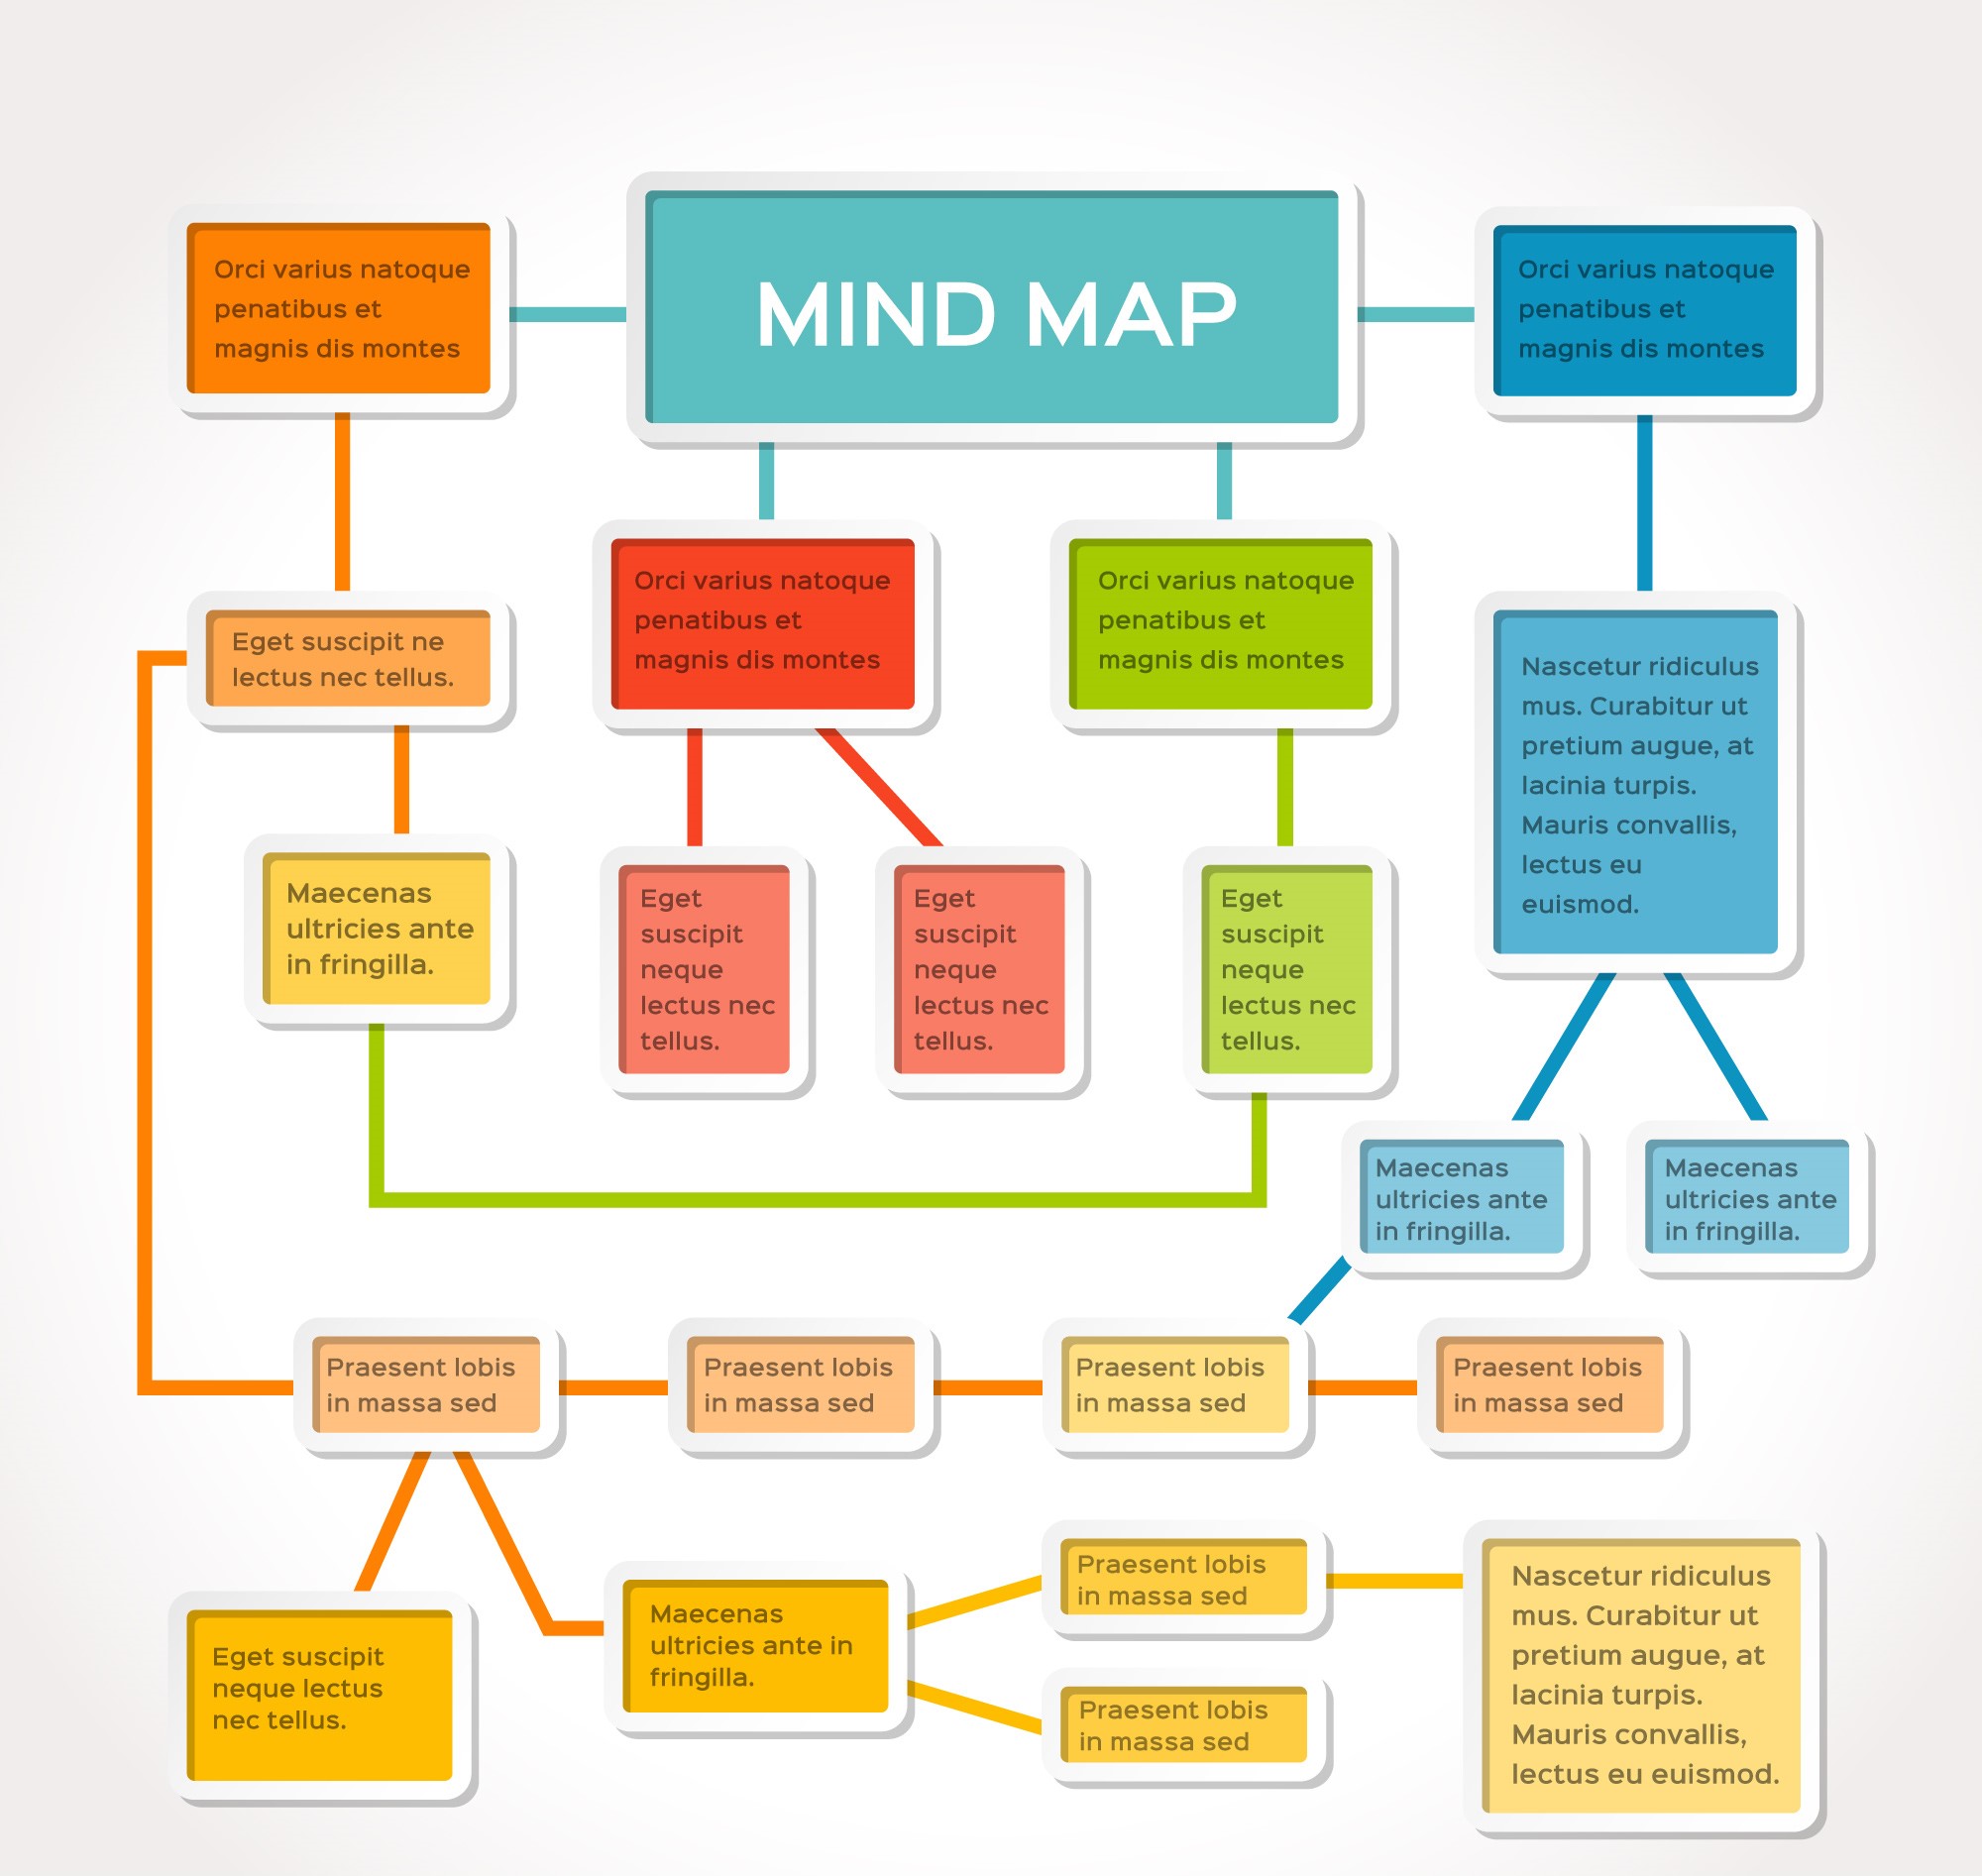 MIND MAP
Orci varius natoque
penatibus et
magnis dis montes
Orci varius natoque
penatibus et
magnis dis montes
Orci varius natoque
penatibus et
magnis dis montes
Orci varius natoque
penatibus et
magnis dis montes
Eget suscipit ne
lectus nec tellus.
Nascetur ridiculus
mus. Curabitur ut
pretium augue, at
lacinia turpis.
Mauris convallis,
lectus eu
euismod.
Maecenas
ultricies ante
in fringilla.
Eget
suscipit
neque
lectus nec
tellus.
Eget
suscipit
neque
lectus nec
tellus.
Eget
suscipit
neque
lectus nec
tellus.
Maecenas
ultricies ante
in fringilla.
Maecenas
ultricies ante
in fringilla.
Praesent lobis
in massa sed
Praesent lobis
in massa sed
Praesent lobis
in massa sed
Praesent lobis
in massa sed
Eget suscipit
neque lectus
nec tellus.
Maecenas
ultricies ante in
fringilla.
Praesent lobis
in massa sed
Praesent lobis
in massa sed
Nascetur ridiculus
mus. Curabitur ut
pretium augue, at
lacinia turpis.
Mauris convallis,
lectus eu euismod.